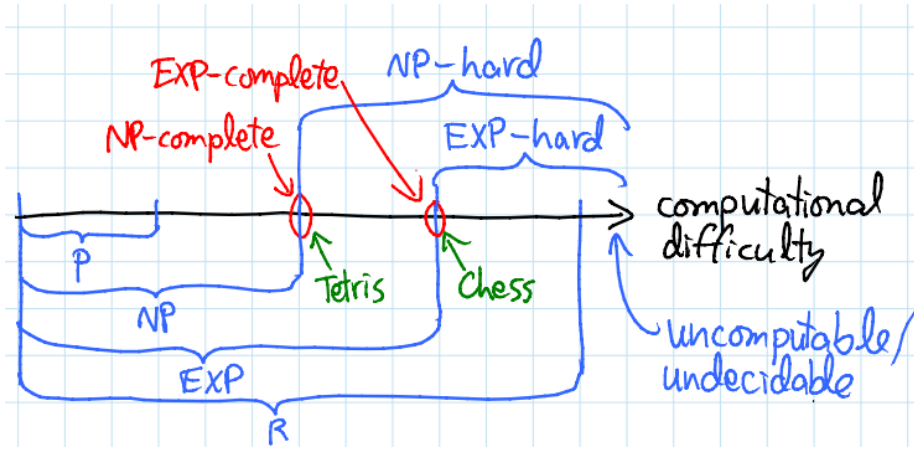 NP-hard
EXP-complete
NP-complete
EXP-hard
computational
difficulty
P
Tetris
Chess
NP
uncomputable/
undecidable
EXP
R